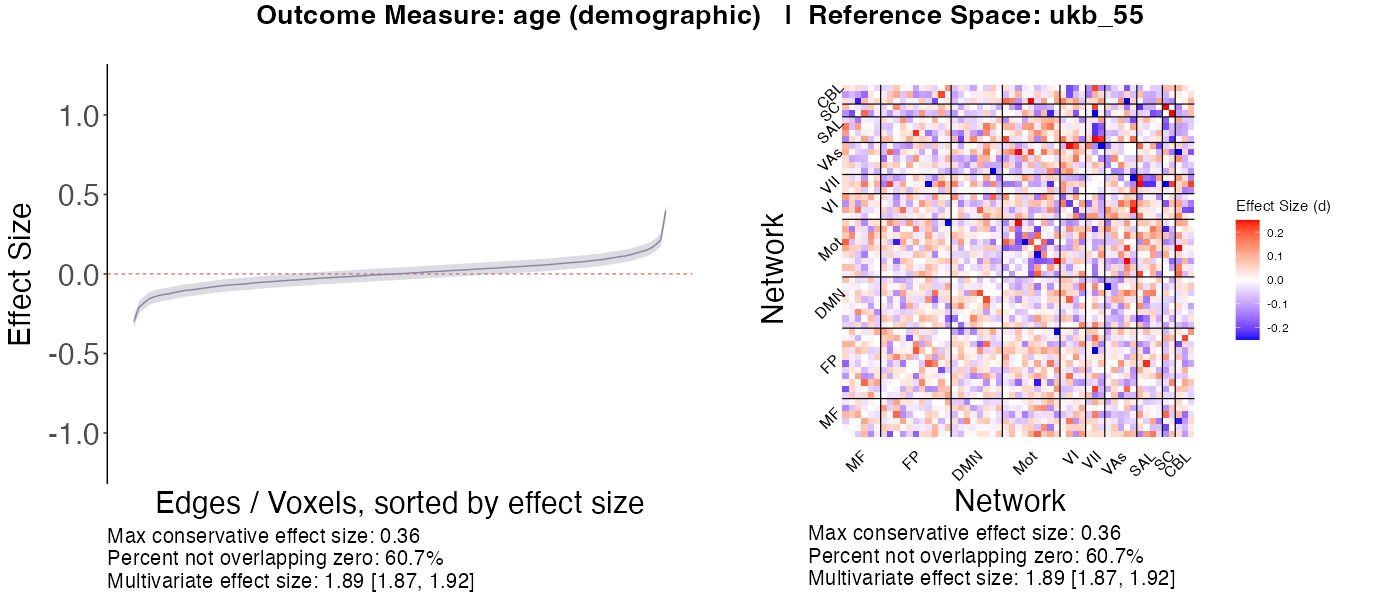 Outcome Measure: age (demographic) | Reference Space: ukb_55
Effect Size
1.0
0.5
0.0
-0.5
-1.0
Edges / Voxels, sorted by effect size
Max conservative effect size: 0.36
Percent not overlapping zero: 60.7%
Multivariate effect size: 1.89 [1.87, 1.92]
Network
CBL
SC
SAL
VAs
VII
VI
Mot
DMN
FP
MF
MF FP DMN Mot VI VII VAs SAL SC CBL
Network
Max conservative effect size: 0.36
Percent not overlapping zero: 60.7%
Multivariate effect size: 1.89 [1.87, 1.92]
Effect Size (d)
0.2
0.1
0.0
-0.1
-0.2